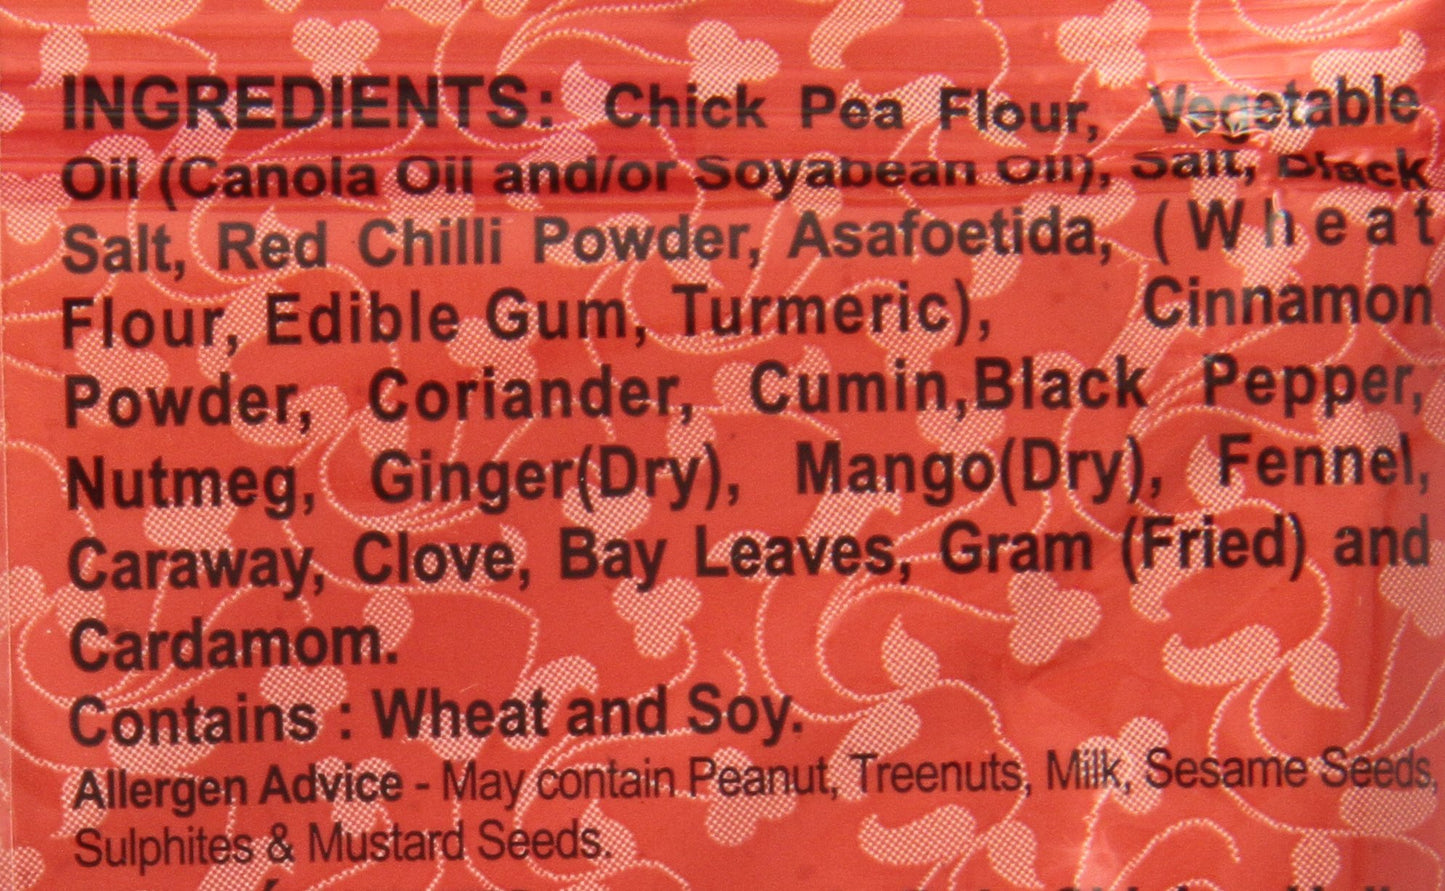 INGREDIENTS: Chick Pea Flour, Vegetable
Oil (Canola Oil and/or Soyabean Oil), Salt, Black
Salt, Red Chilli Powder, Asafoetida, (Wheat
Flour, Edible Gum, Turmeric), Cinnamon
Powder, Coriander, Cumin,Black Pepper,
Nutmeg, Ginger(Dry), Mango(Dry), Fennel,
Caraway, Clove, Bay Leaves, Gram (Fried) and
Cardamom.
Contains : Wheat and Soy.
Allergen Advice - May contain Peanut, Treenuts, Milk, Sesame Seeds,
Sulphites & Mustard Seeds.